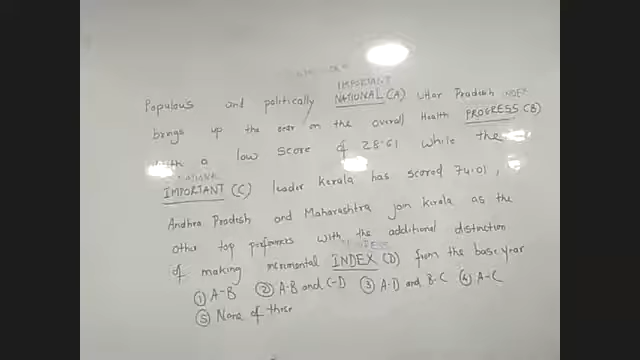 IMPORTANT
Populous and politically NATIONAL (A) Uttar Pradesh INDEX
brings up the rear on the overall Health PROGRESS (B)
with a low score of 28.61 while the
NATIONAL
IMPORTANT (C) leader Kerala has scored 74.01,
Andhra Pradesh and Maharashtra join Kerala as the
other top performers with the additional distinction
PROGRESS
of making incremental INDEX (D) from the base year
① A-B ② A-B and C-D ③ A-D and B-C ④ A-C
⑤ None of these